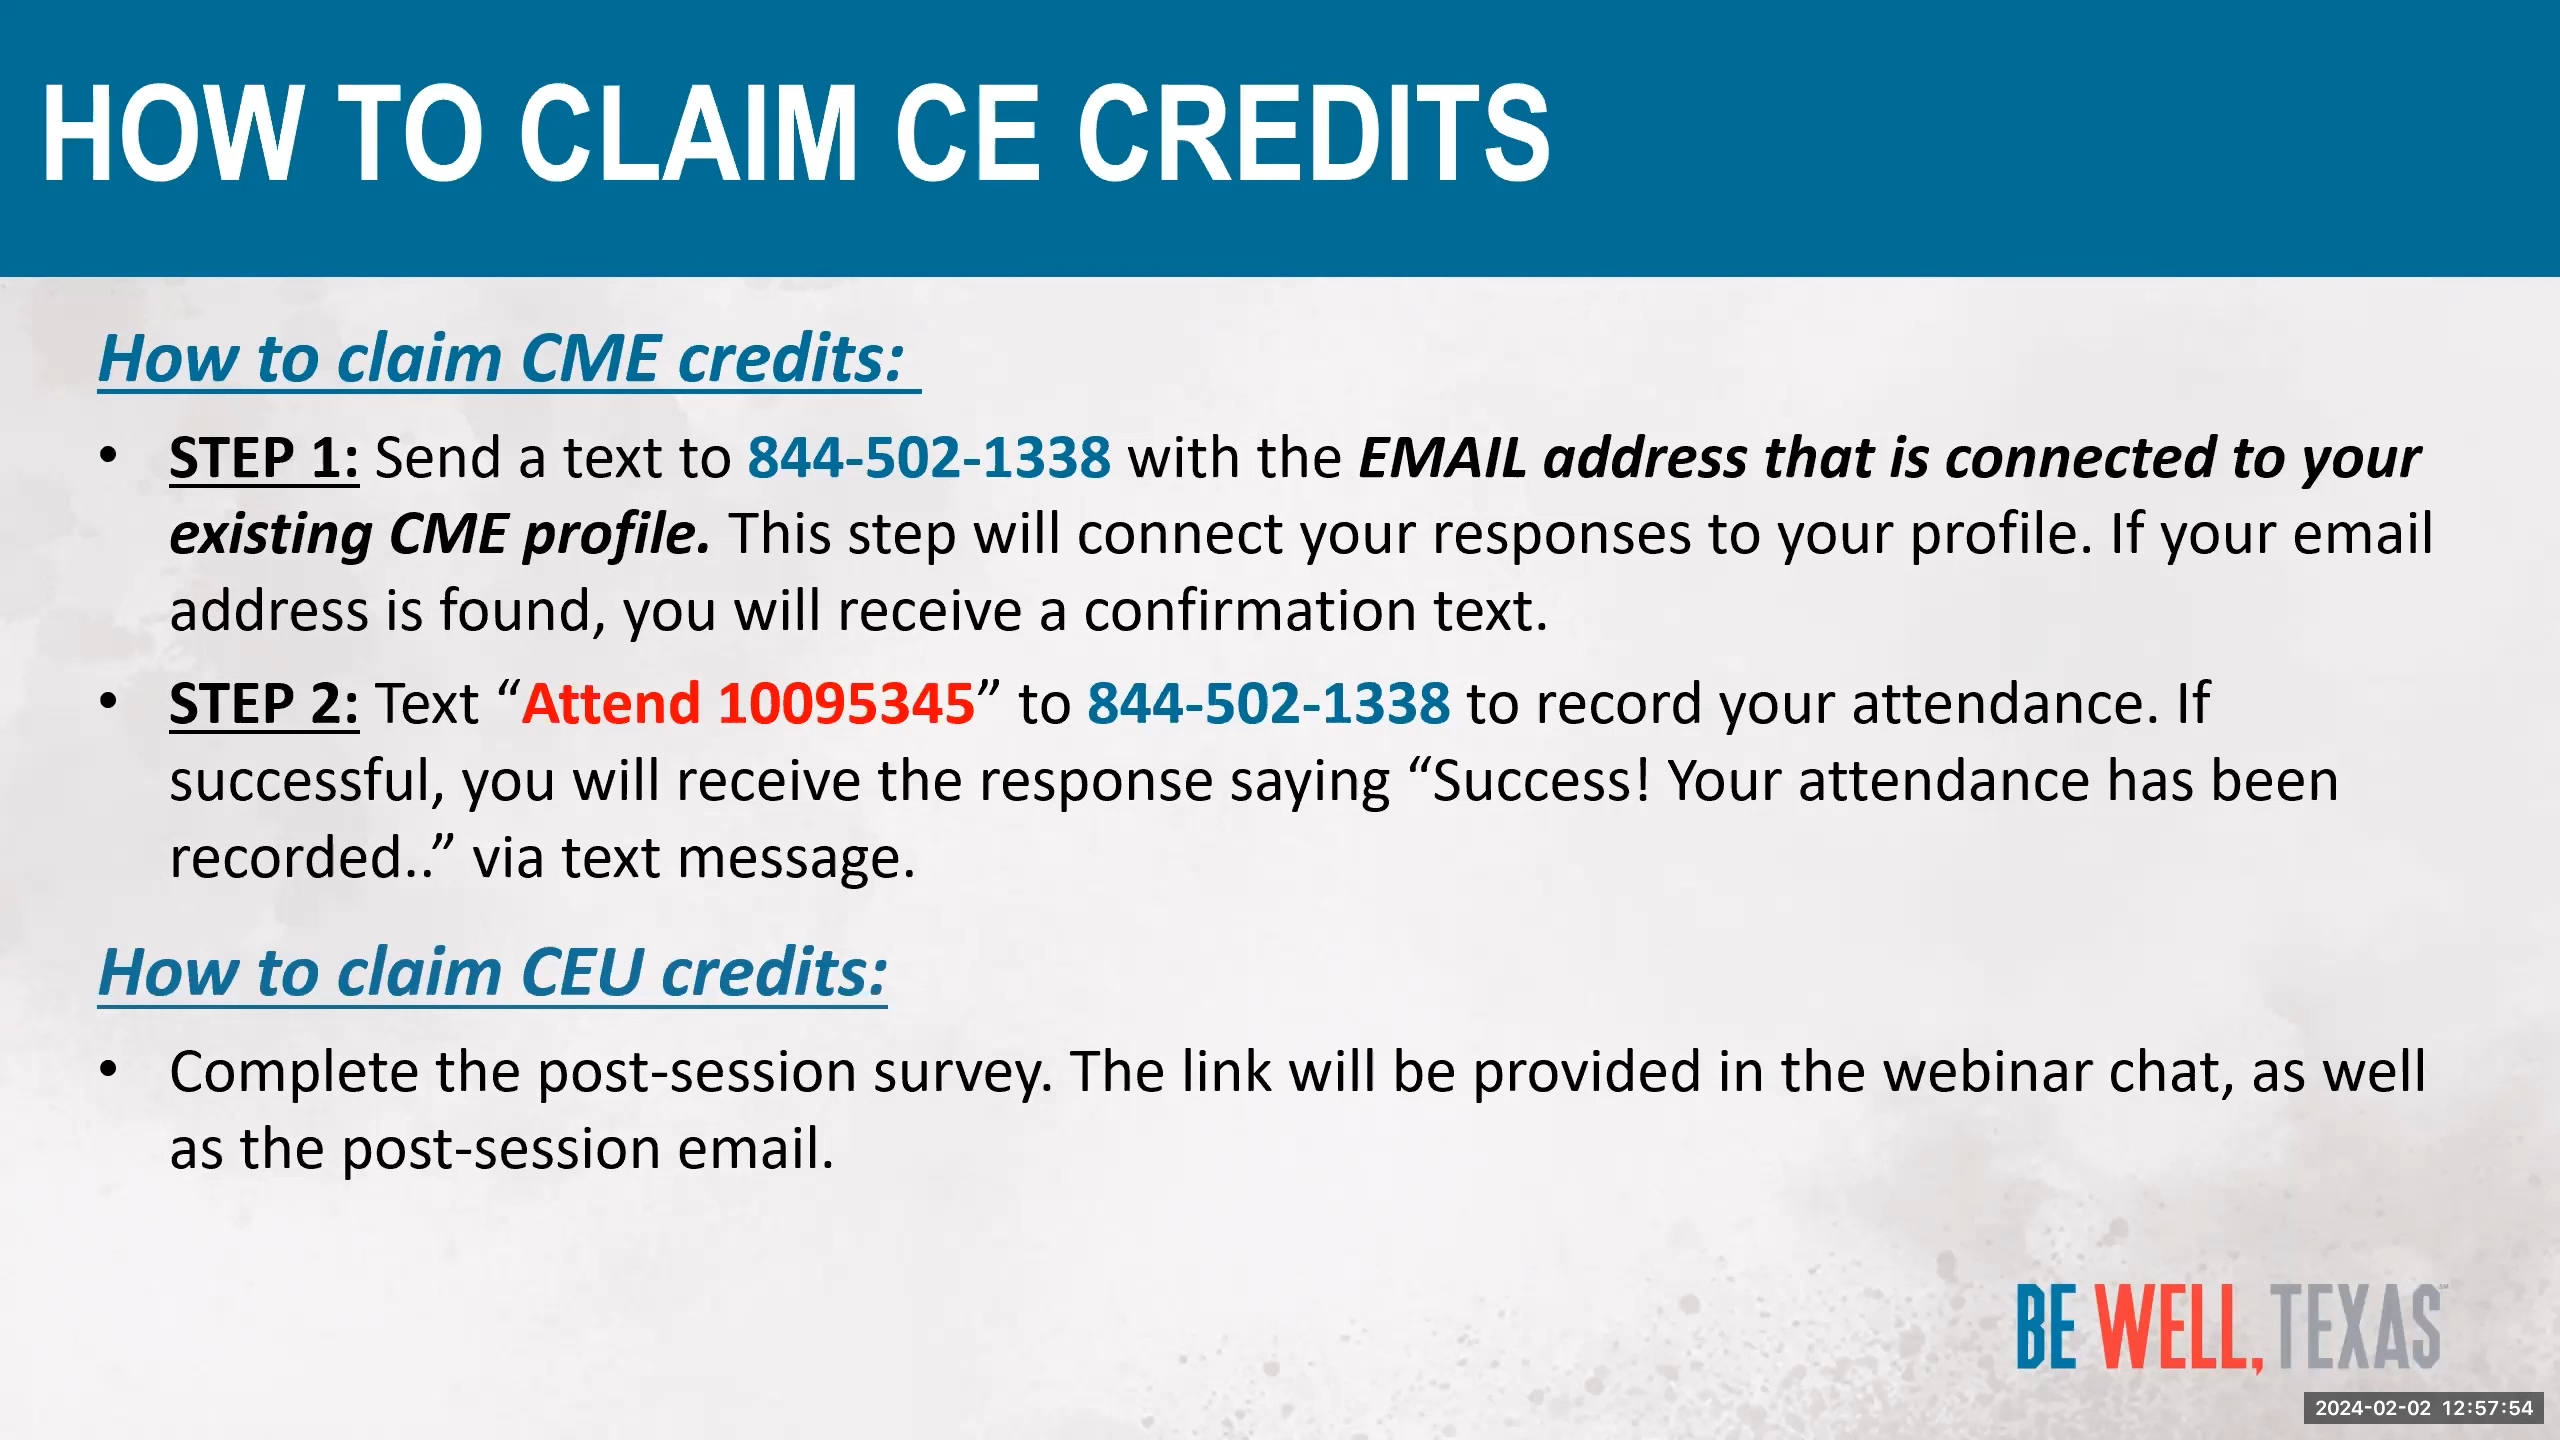 HOW TO CLAIM CE CREDITS
How to claim CME credits:
• STEP 1: Send a text to 844-502-1338 with the EMAIL address that is connected to your
existing CME profile. This step will connect your responses to your profile. If your email
address is found, you will receive a confirmation text.
• STEP 2: Text “Attend 10095345” to 844-502-1338 to record your attendance. If
successful, you will receive the response saying “Success! Your attendance has been
recorded..” via text message.
How to claim CEU credits:
• Complete the post-session survey. The link will be provided in the webinar chat, as well
as the post-session email.
BE WELL, TEXAS℠
2024-02-02 12:57:54